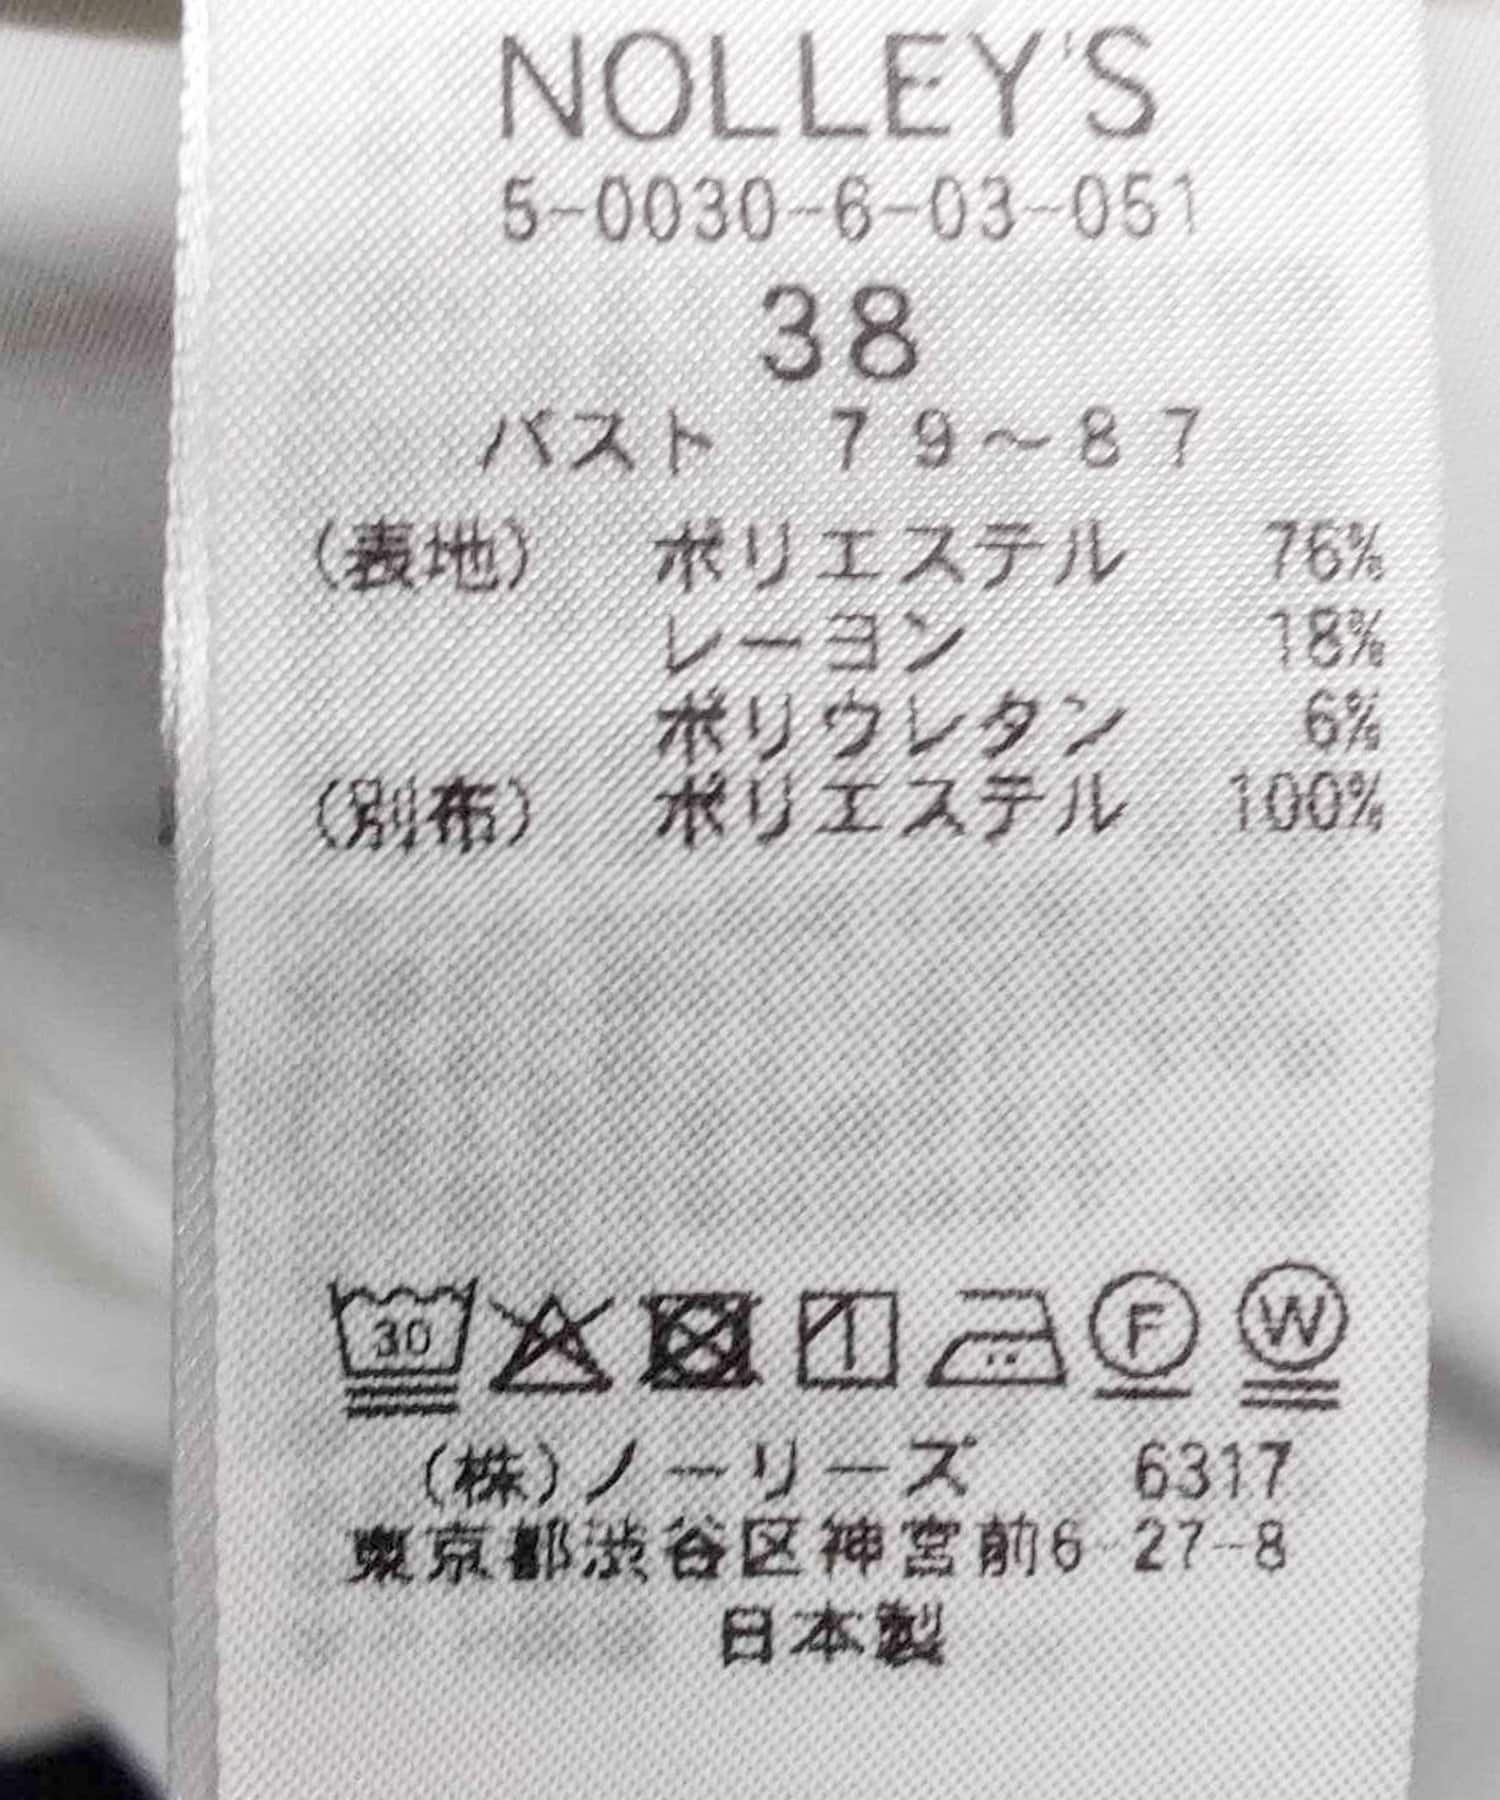 NOLLEY'S
5-0030-6-03-051
38
バスト 79～87
(表地) ポリエステル 76%
レーヨン 18%
ポリウレタン 6%
(別布) ポリエステル 100%
30 F W
(株)ノーリーズ 6317
東京都渋谷区神宮前6-27-8
日本製